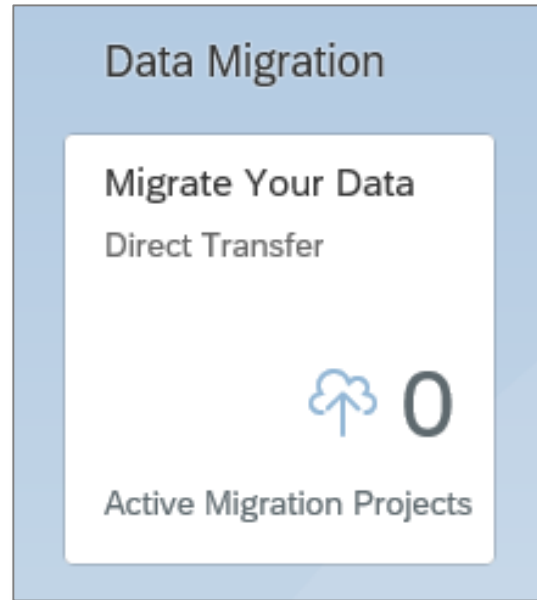 Data Migration
Migrate Your Data
Direct Transfer
0
Active Migration Projects